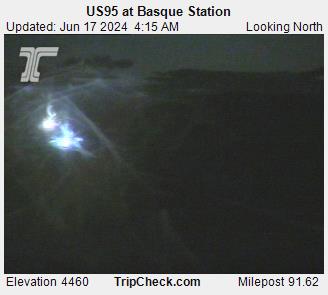 US95 at Basque Station
Updated: Jun 17 2024 4:15 AM Looking North
Elevation 4460 TripCheck.com Milepost 91.62